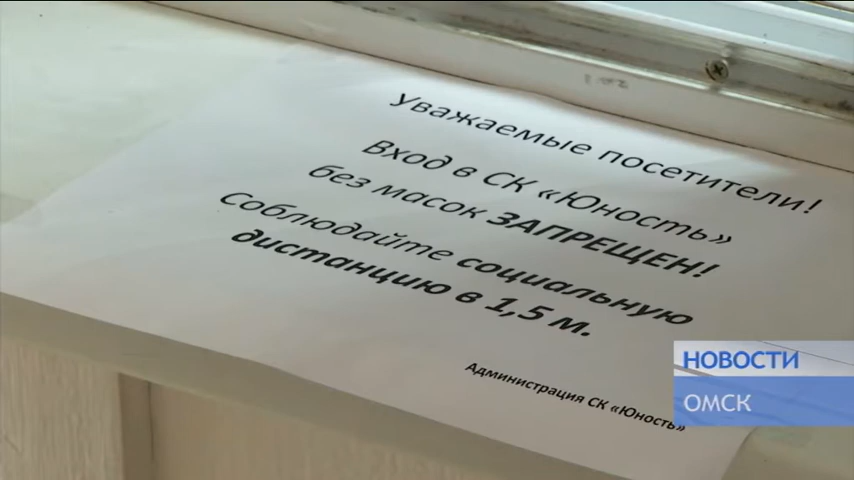 Уважаемые посетители!
Вход в СК «Юность»
без масок ЗАПРЕЩЕН!
Соблюдайте социальную
дистанцию в 1,5 м.
Администрация СК «Юность»
НОВОСТИ
ОМСК